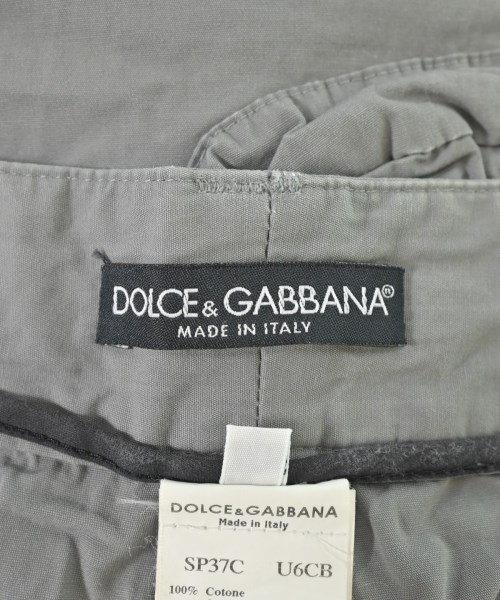 DOLCE & GABBANA®
MADE IN ITALY
DOLCE&GABBANA
Made in Italy
SP37C U6CB
100% Cotone